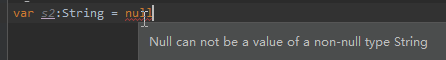 var s2:String = null
Null can not be a value of a non-null type String